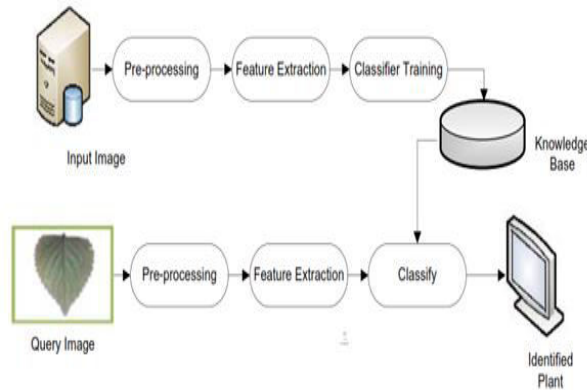 Pre-processing
Feature Extraction
Classifier Training
Input Image
Knowledge
Base
Pre-processing
Feature Extraction
Classify
Query Image
Identified
Plant